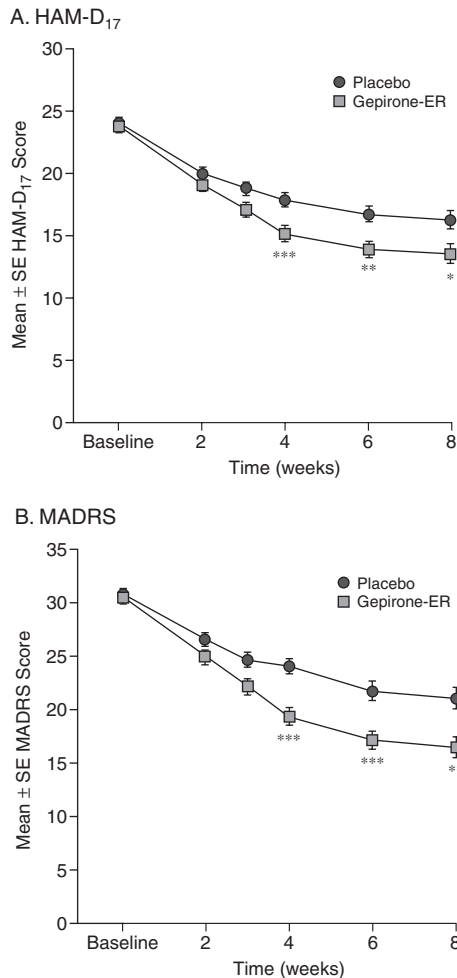 A. HAM-D17
30
25
20
15
10
5
0
Mean ± SE HAM-D17 Score
Placebo
Gepirone-ER
***
**
*
Baseline 2 4 6 8
Time (weeks)
B. MADRS
35
30
25
20
15
10
5
0
Mean ± SE MADRS Score
Placebo
Gepirone-ER
***
***
*
Baseline 2 4 6 8
Time (weeks)